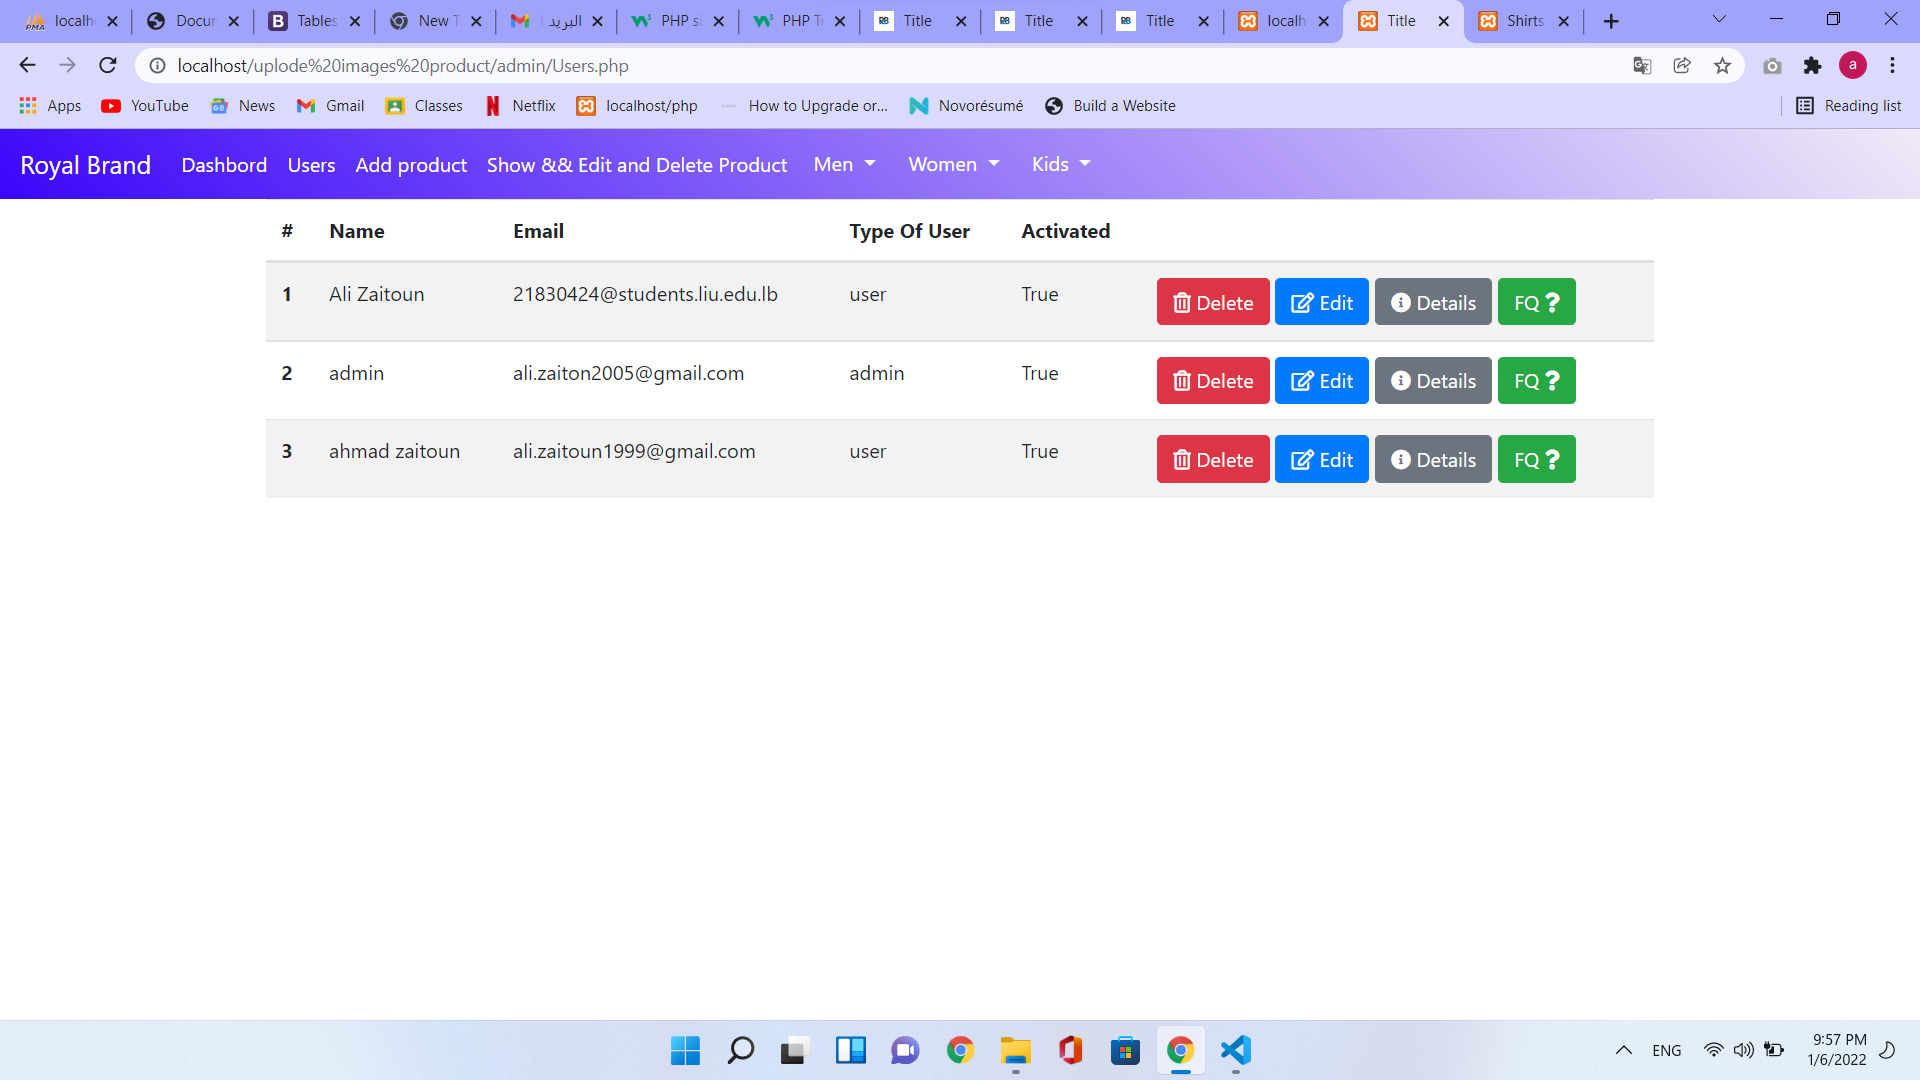 localh Docun Tables New T البريد PHP si PHP Tr Title Title Title localh Title Shirts
localhost/uplode%20images%20product/admin/Users.php a
Apps YouTube News Gmail Classes Netflix localhost/php How to Upgrade or... Novorésumé Build a Website Reading list
Royal Brand Dashbord Users Add product Show && Edit and Delete Product Men Women Kids
# Name Email Type Of User Activated
1 Ali Zaitoun 21830424@students.liu.edu.lb user True Delete Edit Details FQ ?
2 admin ali.zaiton2005@gmail.com admin True Delete Edit Details FQ ?
3 ahmad zaitoun ali.zaitoun1999@gmail.com user True Delete Edit Details FQ ?
ENG 9:57 PM
1/6/2022